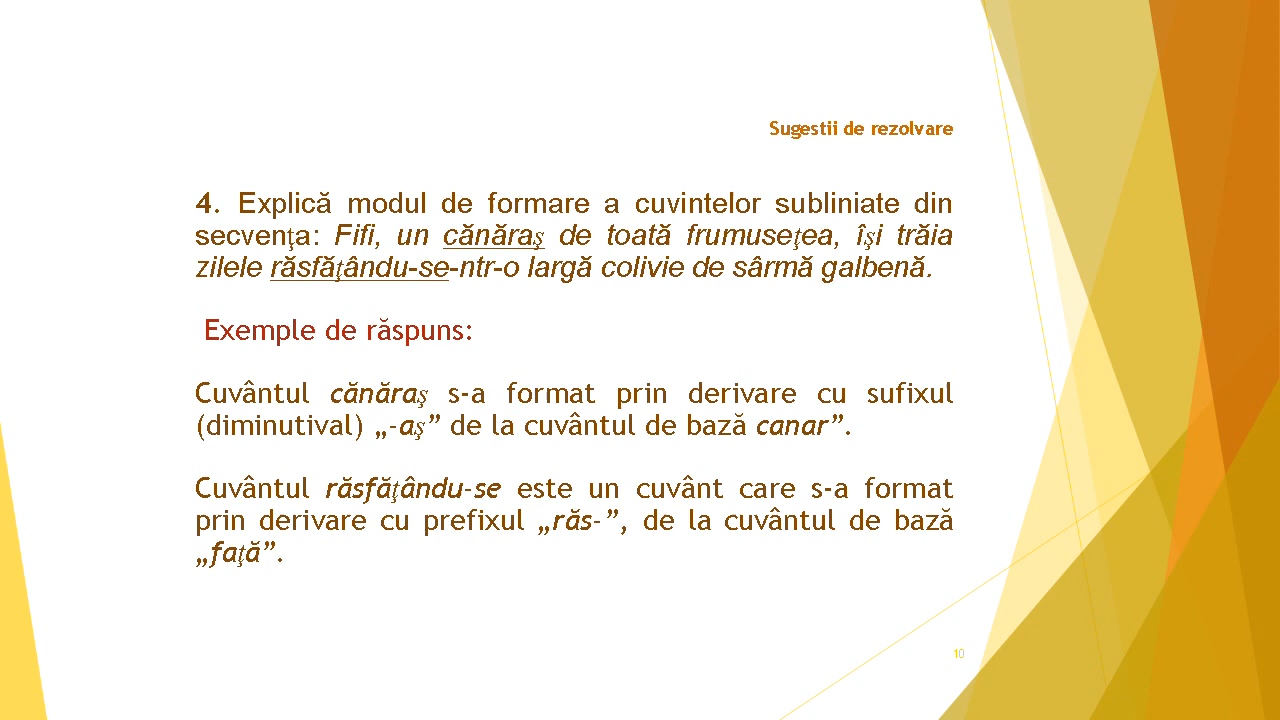 Sugestii de rezolvare
4. Explică modul de formare a cuvintelor subliniate din
secvenţa: Fifi, un cănăraş de toată frumuseţea, îşi trăia
zilele răsfăţându-se-ntr-o largă colivie de sârmă galbenă.
Exemple de răspuns:
Cuvântul cănăraş s-a format prin derivare cu sufixul
(diminutival) „-aş” de la cuvântul de bază canar”.
Cuvântul răsfăţându-se este un cuvânt care s-a format
prin derivare cu prefixul „răs-”, de la cuvântul de bază
„faţă”.
10